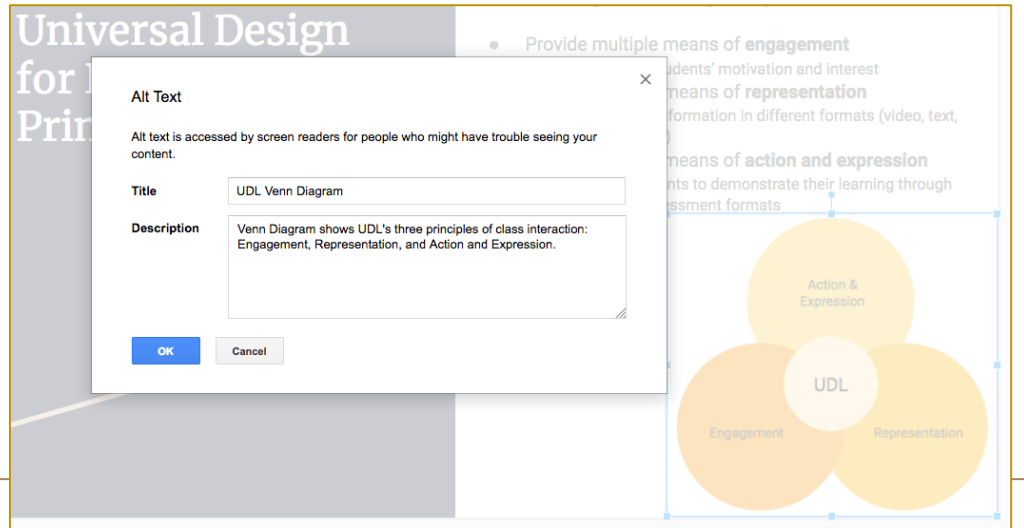 Universal Design
for
Prin
Provide multiple means of engagement
udents' motivation and interest
means of representation
formation in different formats (video, text,
)
means of action and expression
nts to demonstrate their learning through
essment formats
Alt Text
Alt text is accessed by screen readers for people who might have trouble seeing your
content.
Title
UDL Venn Diagram
Description
Venn Diagram shows UDL's three principles of class interaction:
Engagement, Representation, and Action and Expression.
OK
Cancel
Action &
Expression
UDL
Engagement
Representation